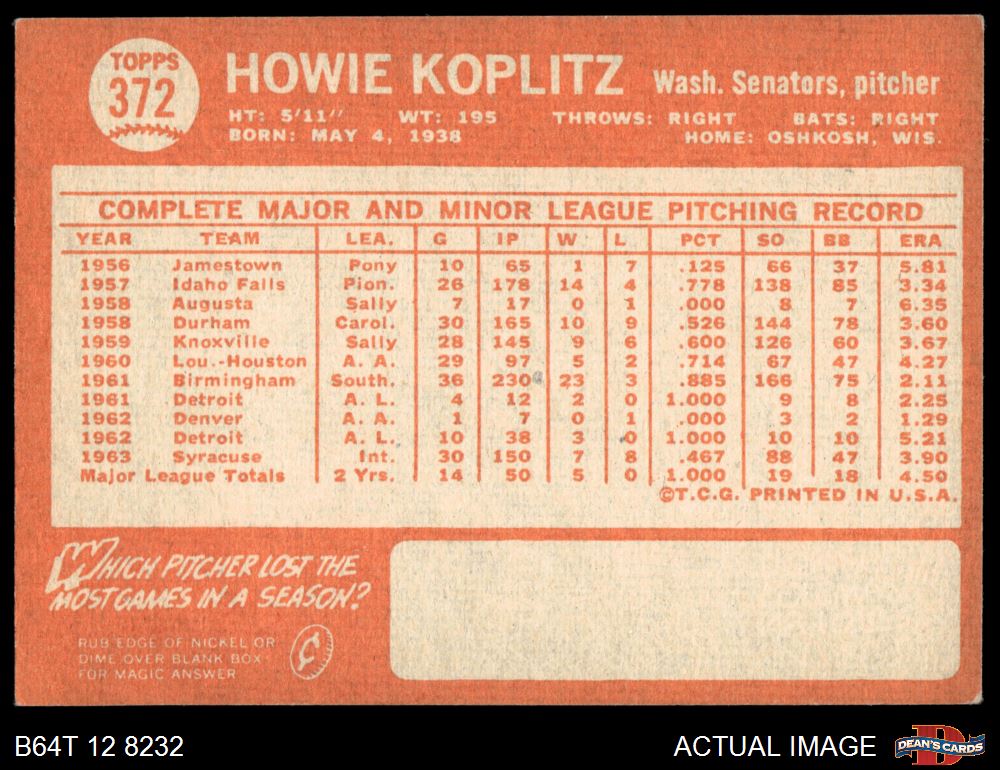 TOPPS
372
HOWIE KOPLITZ Wash. Senators, pitcher
HT: 5'11" WT: 195 THROWS: RIGHT BATS: RIGHT
BORN: MAY 4, 1938 HOME: OSHKOSH, WIS.
COMPLETE MAJOR AND MINOR LEAGUE PITCHING RECORD
YEAR TEAM LEA. G IP W L PCT SO BB ERA
1956 Jamestown Pony 10 65 1 7 .125 66 37 5.81
1957 Idaho Falls Pion. 26 178 14 4 .778 138 85 3.34
1958 Augusta Sally 7 17 0 1 .000 8 7 6.35
1958 Durham Carol. 30 165 10 9 .526 144 78 3.60
1959 Knoxville Sally 28 145 9 6 .600 126 60 3.67
1960 Lou.-Houston A. A. 29 97 5 2 .714 67 47 4.27
1961 Birmingham South. 36 230 23 3 .885 166 75 2.11
1961 Detroit A. L. 4 12 2 0 1.000 9 8 2.25
1962 Denver A. A. 1 7 0 1 .000 3 2 1.29
1962 Detroit A. L. 10 38 3 0 1.000 10 10 5.21
1963 Syracuse Int. 30 150 7 8 .467 88 47 3.90
Major League Totals 2 Yrs. 14 50 5 0 1.000 19 18 4.50
©T.C.G. PRINTED IN U.S.A.
WHICH PITCHER LOST THE
MOST GAMES IN A SEASON?
RUB EDGE OF NICKEL OR
DIME OVER BLANK BOX
FOR MAGIC ANSWER
¢
B64T 12 8232
ACTUAL IMAGE
D
DEAN'S CARDS